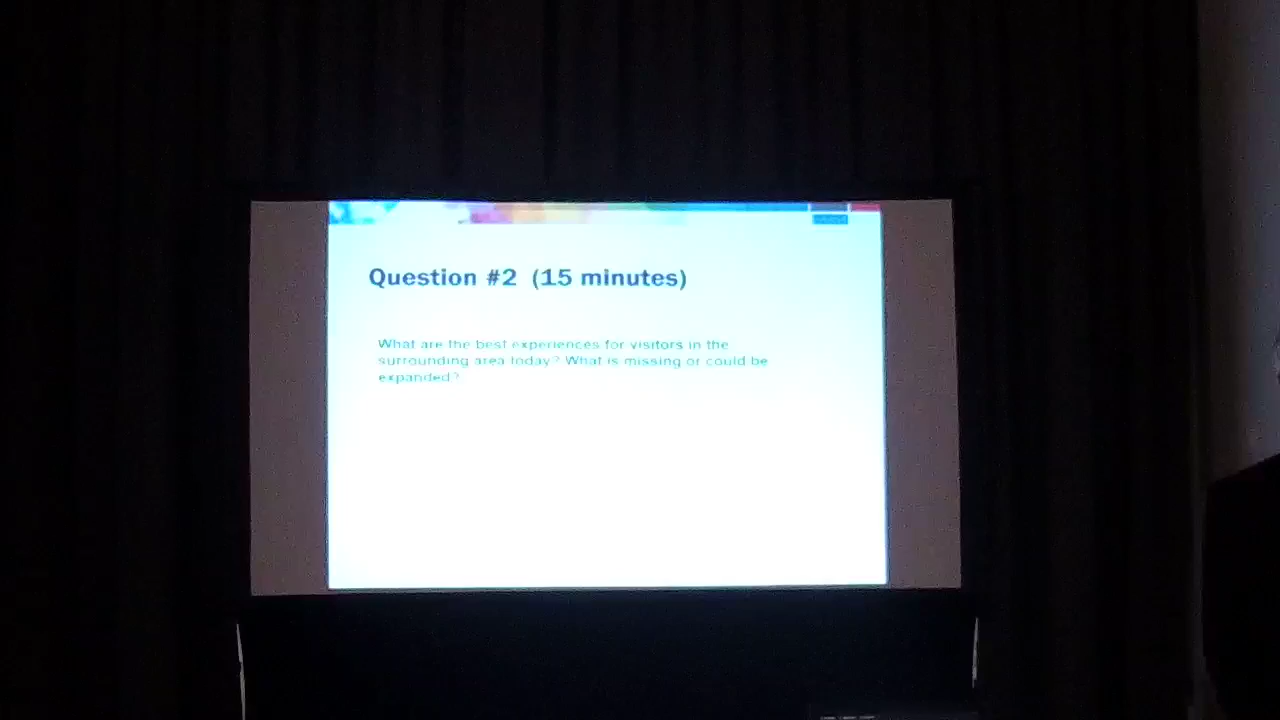 Question #2 (15 minutes)
What are the best experiences for visitors in the
surrounding area today? What is missing or could be
expanded?